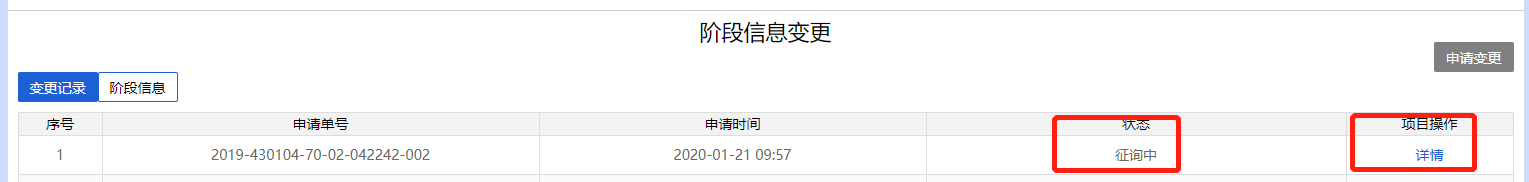 阶段信息变更
申请变更
变更记录 阶段信息
序号 申请单号 申请时间 状态 项目操作
1 2019-430104-70-02-042242-002 2020-01-21 09:57 征询中 详情